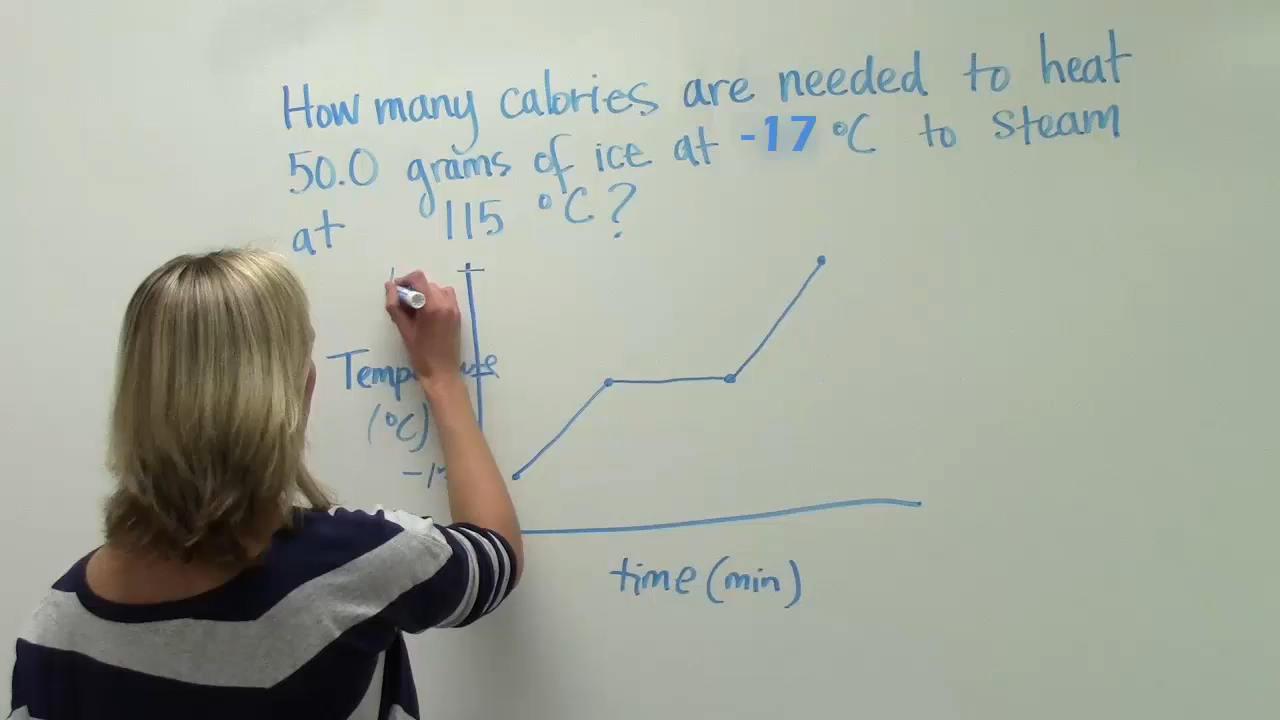 How many calories are needed to heat
50.0 grams of ice at -17 °C to steam
at 115 °C?
(°C)
time (min)